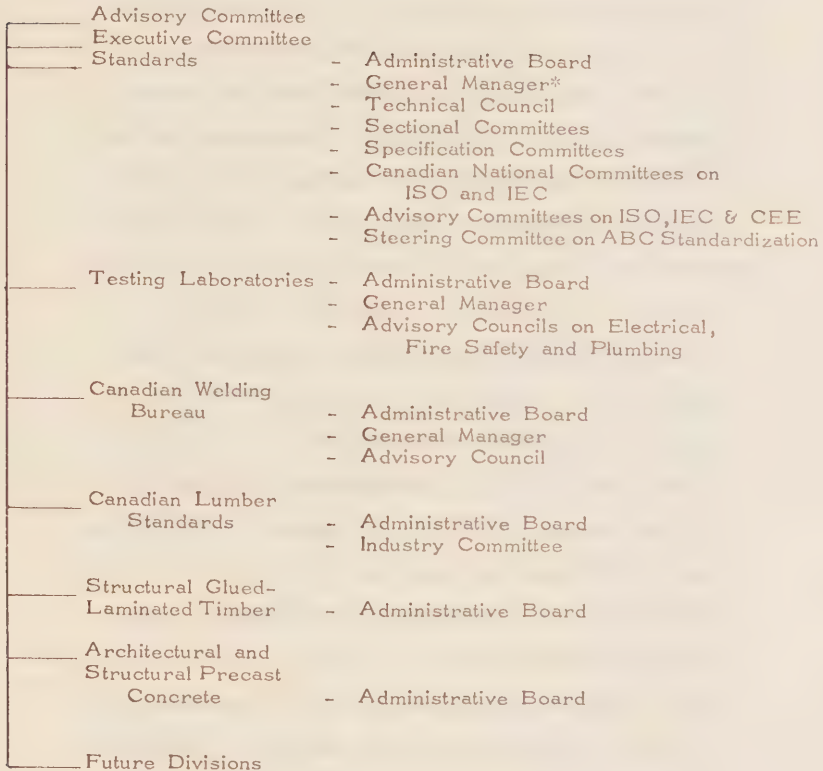 Advisory Committee
Executive Committee
Standards - Administrative Board
- General Manager*
- Technical Council
- Sectional Committees
- Specification Committees
- Canadian National Committees on
ISO and IEC
- Advisory Committees on ISO,IEC & CEE
- Steering Committee on ABC Standardization
Testing Laboratories - Administrative Board
- General Manager
- Advisory Councils on Electrical,
Fire Safety and Plumbing
Canadian Welding
Bureau - Administrative Board
- General Manager
- Advisory Council
Canadian Lumber
Standards - Administrative Board
- Industry Committee
Structural Glued-
Laminated Timber - Administrative Board
Architectural and
Structural Precast
Concrete - Administrative Board
Future Divisions